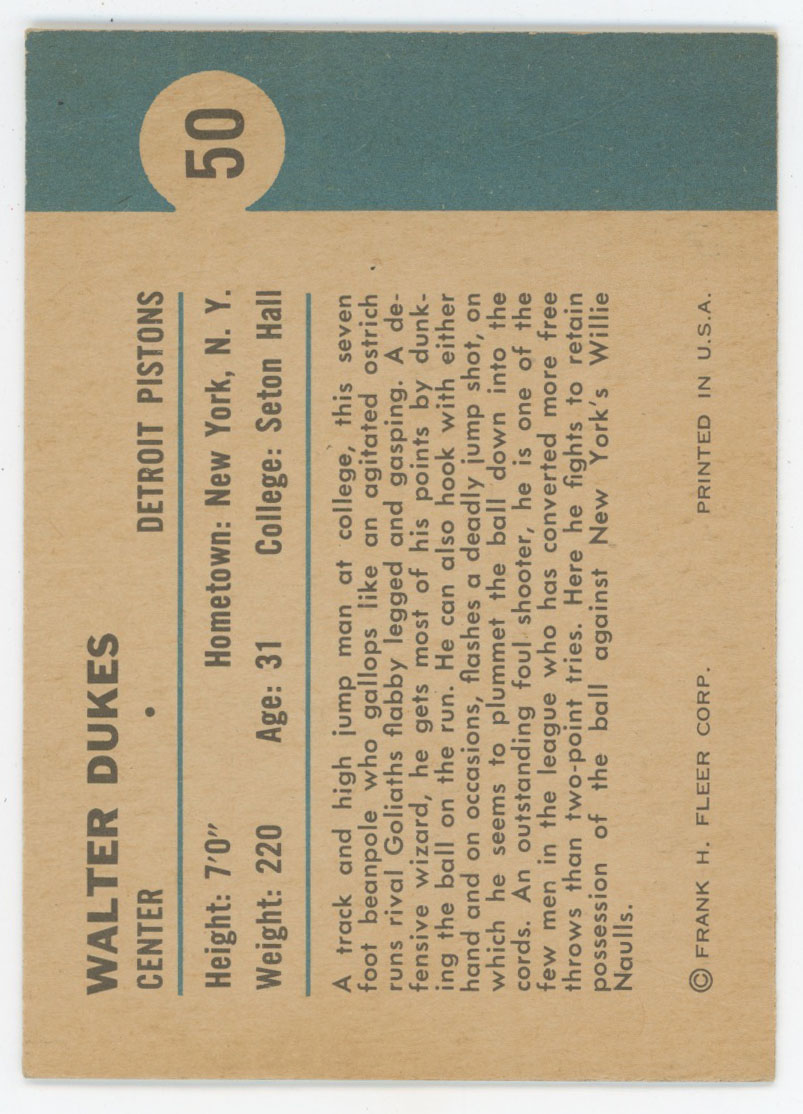 50
WALTER DUKES
CENTER • DETROIT PISTONS
Height: 7'0" Hometown: New York, N. Y.
Weight: 220 Age: 31 College: Seton Hall
A track and high jump man at college, this seven
foot beanpole who gallops like an agitated ostrich
runs rival Goliaths flabby legged and gasping. A de-
fensive wizard, he gets most of his points by dunk-
ing the ball on the run. He can also hook with either
hand and on occasions, flashes a deadly jump shot, on
which he seems to plummet the ball down into the
cords. An outstanding foul shooter, he is one of the
few men in the league who has converted more free
throws than two-point tries. Here he fights to retain
possession of the ball against New York's Willie
Naulls.
© FRANK H. FLEER CORP. PRINTED IN U.S.A.